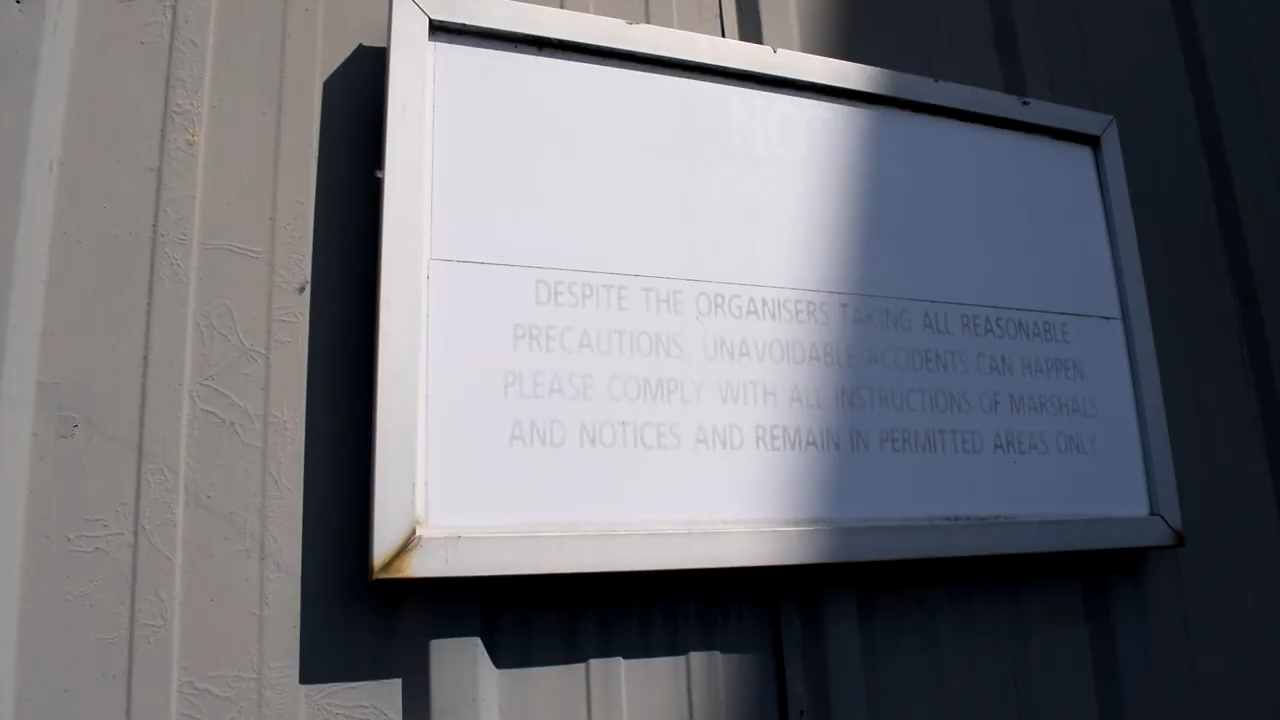 DESPITE THE ORGANISERS TAKING ALL REASONABLE
PRECAUTIONS, UNAVOIDABLE ACCIDENTS CAN HAPPEN
PLEASE COMPLY WITH ALL INSTRUCTIONS OF MARSHALS
AND NOTICES AND REMAIN IN PERMITTED AREAS ONLY.